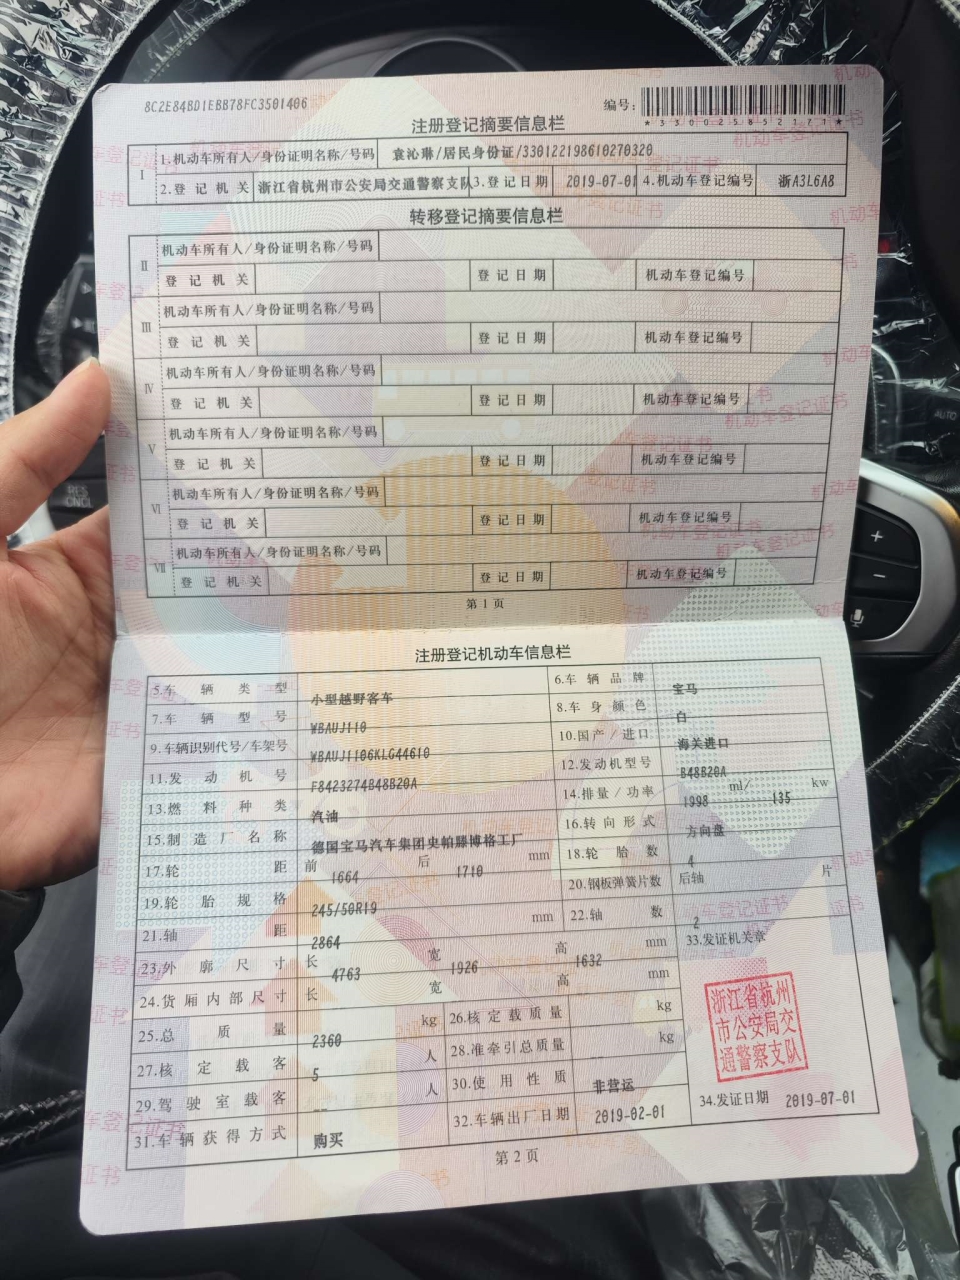 8C2E84BD1EBB78FC3501406
编号:
*330025852171*
注册登记摘要信息栏
I 1.机动车所有人/身份证明名称/号码 袁沁琳/居民身份证/330122198610270320
2.登记机关 浙江省杭州市公安局交通警察支队 3.登记日期 2019-07-01 4.机动车登记编号 浙A3L6A8
转移登记摘要信息栏
II 机动车所有人/身份证明名称/号码
登记机关 登记日期 机动车登记编号
III 机动车所有人/身份证明名称/号码
登记机关 登记日期 机动车登记编号
IV 机动车所有人/身份证明名称/号码
登记机关 登记日期 机动车登记编号
V 机动车所有人/身份证明名称/号码
登记机关 登记日期 机动车登记编号
VI 机动车所有人/身份证明名称/号码
登记机关 登记日期 机动车登记编号
VII 机动车所有人/身份证明名称/号码
登记机关 登记日期 机动车登记编号
第1页
注册登记机动车信息栏
5.车辆类型 小型越野客车 6.车辆品牌 宝马
7.车辆型号 WBAUJ110 8.车身颜色 白
9.车辆识别代号/车架号 WBAUJ1106KLG44610 10.国产/进口 海关进口
11.发动机号 F8423274B48B20A 12.发动机型号 B48B20A
13.燃料种类 汽油 14.排量/功率 1998 ml/ 135 kw
15.制造厂名称 德国宝马汽车集团史帕滕博格工厂 16.转向形式 方向盘
17.轮距 前 1664 后 1710 mm 18.轮胎数 4
19.轮胎规格 245/50R19 20.钢板弹簧片数 后轴 片
21.轴距 2864 mm 22.轴数 2
23.外廓尺寸 长 4763 宽 1926 高 1632 mm 33.发证机关章
24.货厢内部尺寸 长 宽 高 mm
浙江省杭州
市公安局交
通警察支队
25.总质量 2360 kg 26.核定载质量 kg
27.核定载客 5 人 28.准牵引总质量 -- kg
29.驾驶室载客 -- 人 30.使用性质 非营运
31.车辆获得方式 购买 32.车辆出厂日期 2019-02-01 34.发证日期 2019-07-01
第2页
RES
CNCL
+
−
AUTO